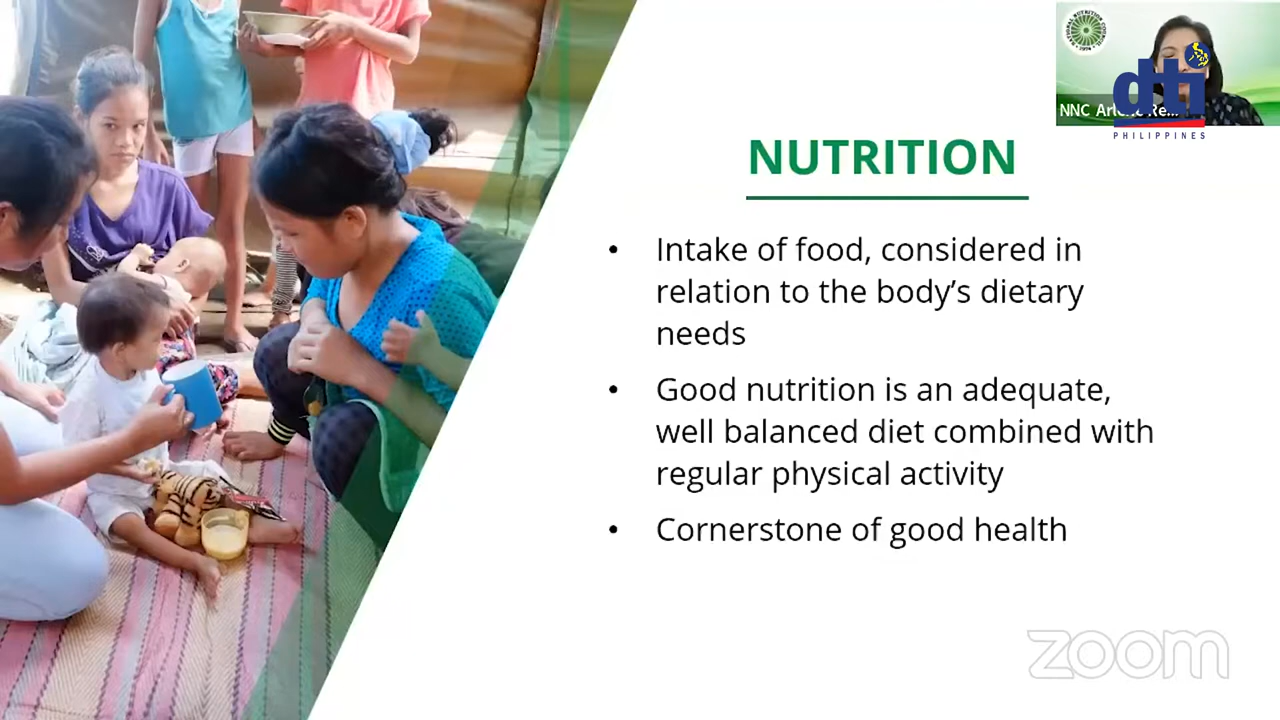 NNC
dti
PHILIPPINES
NUTRITION
• Intake of food, considered in
relation to the body’s dietary
needs
• Good nutrition is an adequate,
well balanced diet combined with
regular physical activity
• Cornerstone of good health
zoom